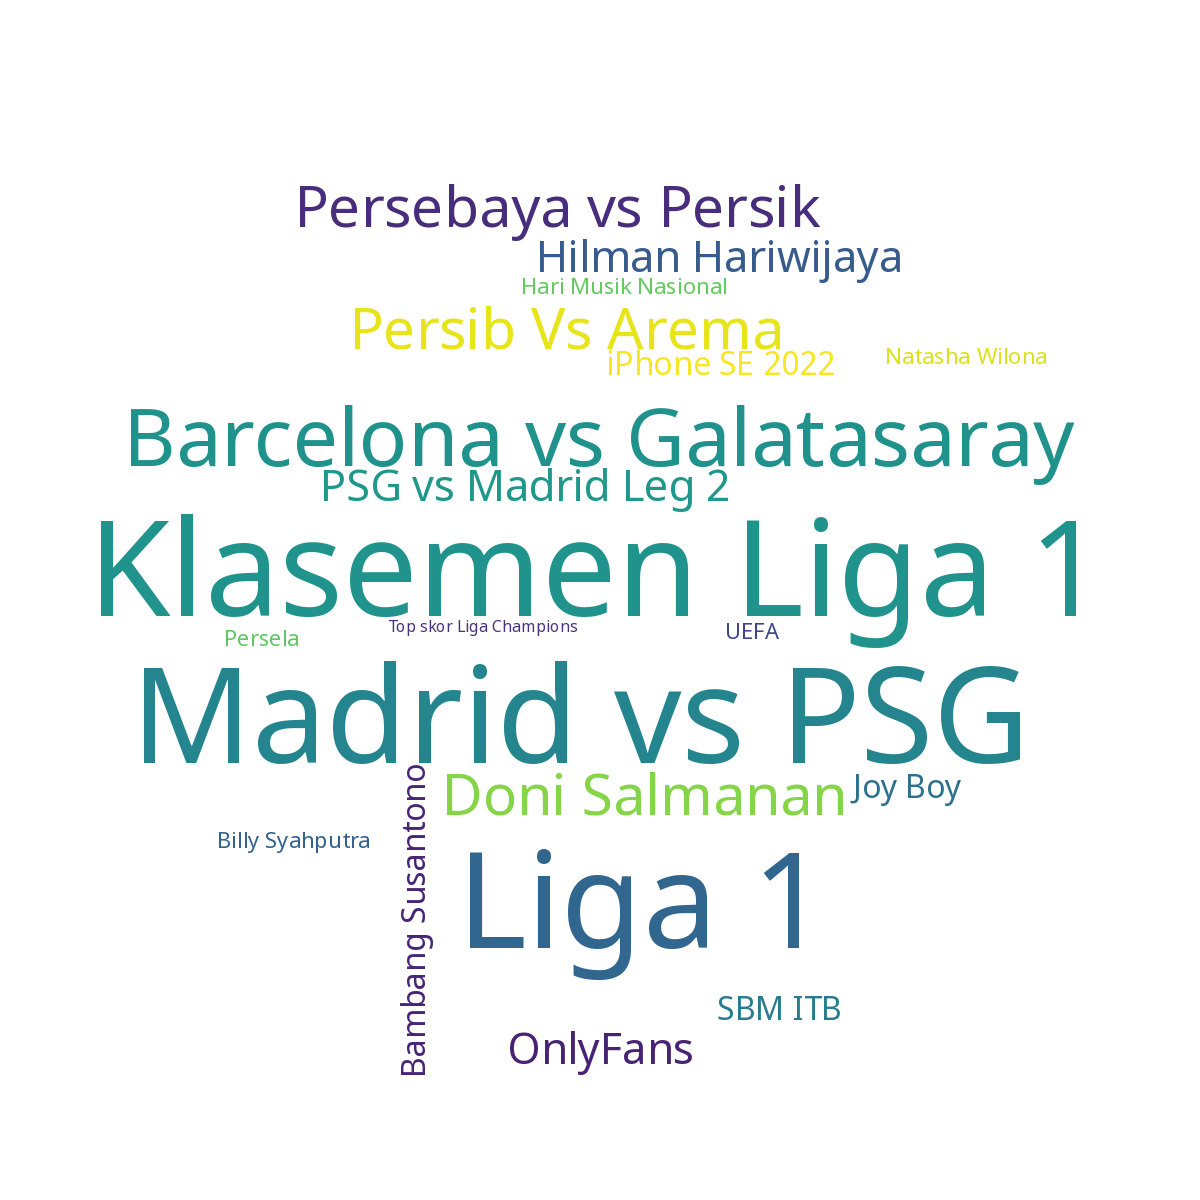 Persebaya vs Persik
Hilman Hariwijaya
Hari Musik Nasional
Persib Vs Arema
iPhone SE 2022
Natasha Wilona
Barcelona vs Galatasaray
PSG vs Madrid Leg 2
Klasemen Liga 1
Top skor Liga Champions
UEFA
Persela
Madrid vs PSG
Doni Salmanan
Joy Boy
Billy Syahputra
Bambang Susantono
Liga 1
SBM ITB
OnlyFans